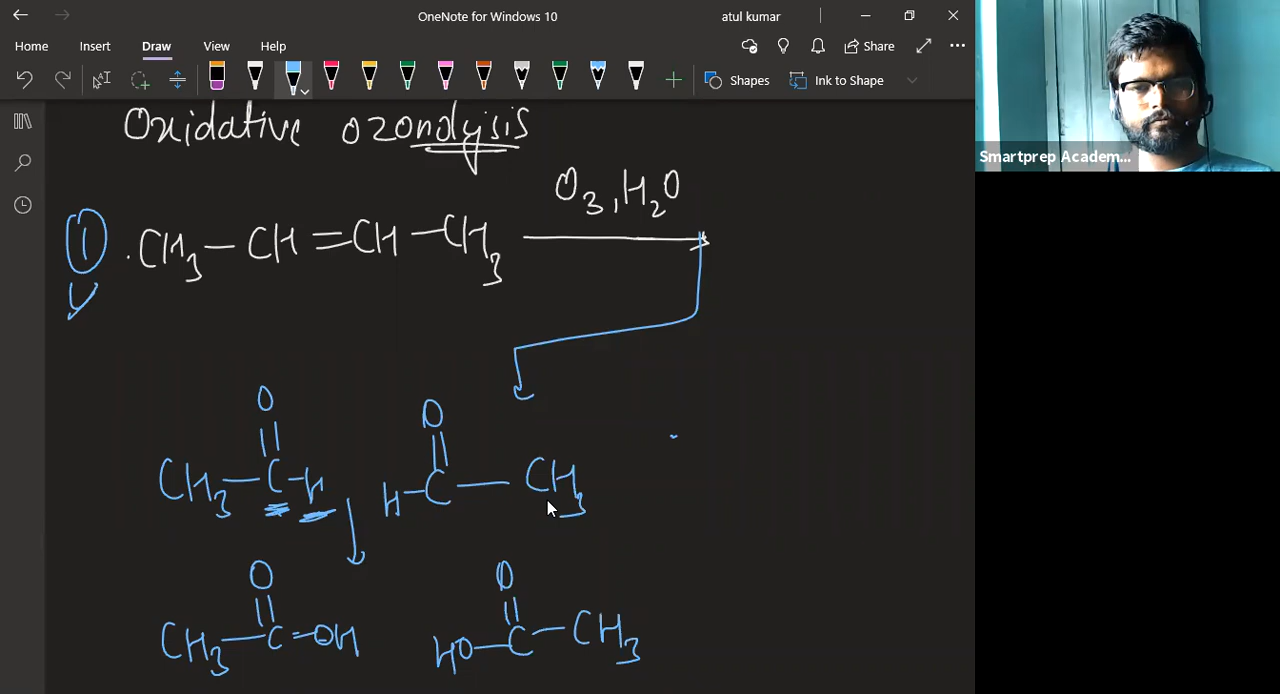 OneNote for Windows 10
atul kumar
Home Insert Draw View Help
Share
Shapes
Ink to Shape
Smartprep Academ...
Oxidative ozonolysis
O3, H2O
1 CH3—CH=CH—CH3
O O
CH3—C—H H—C—CH3
O O
CH3—C=OH HO—C—CH3